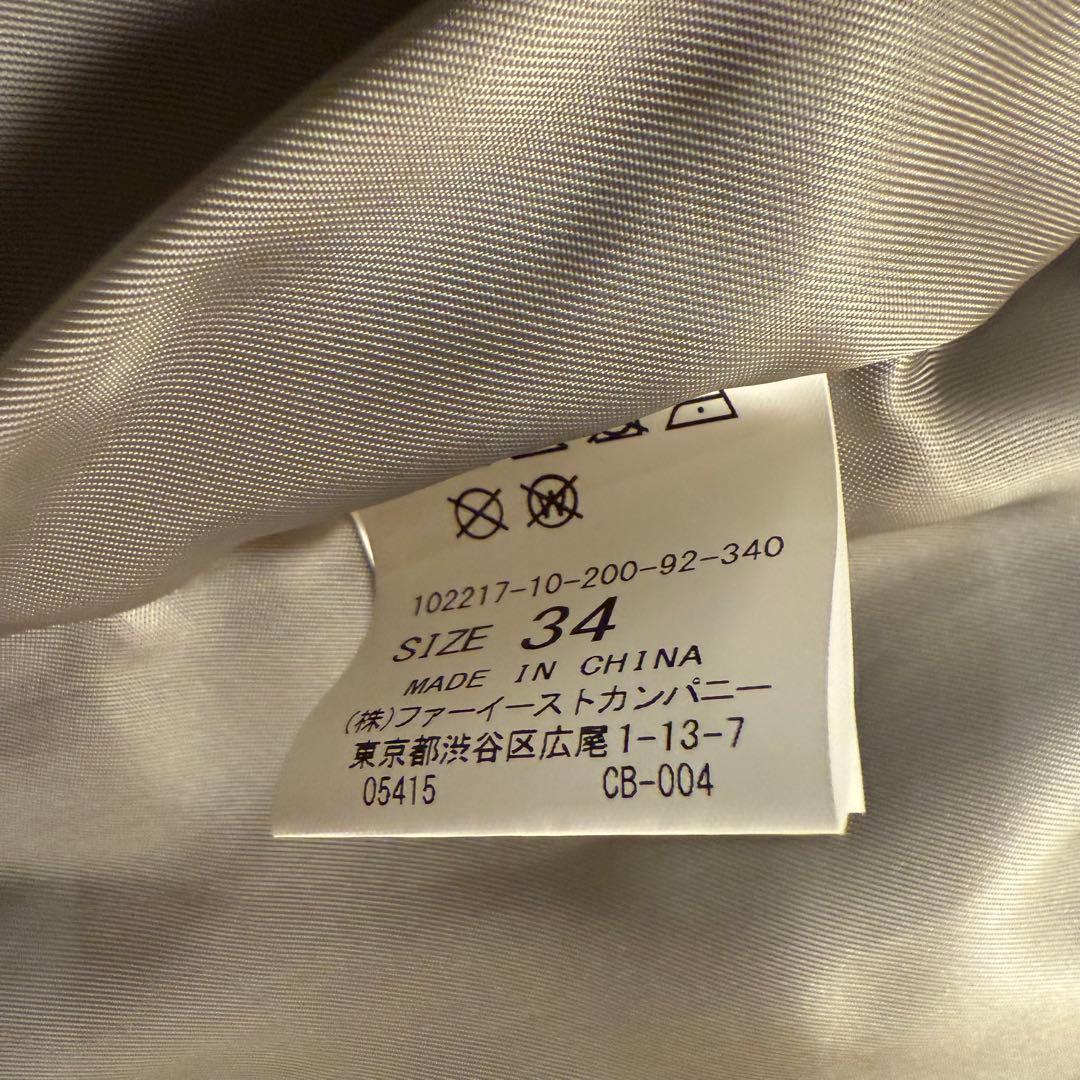 102217-10-200-92-340
SIZE 34
MADE IN CHINA
(株)ファーイーストカンパニー
東京都渋谷区広尾1-13-7
05415 CB-004